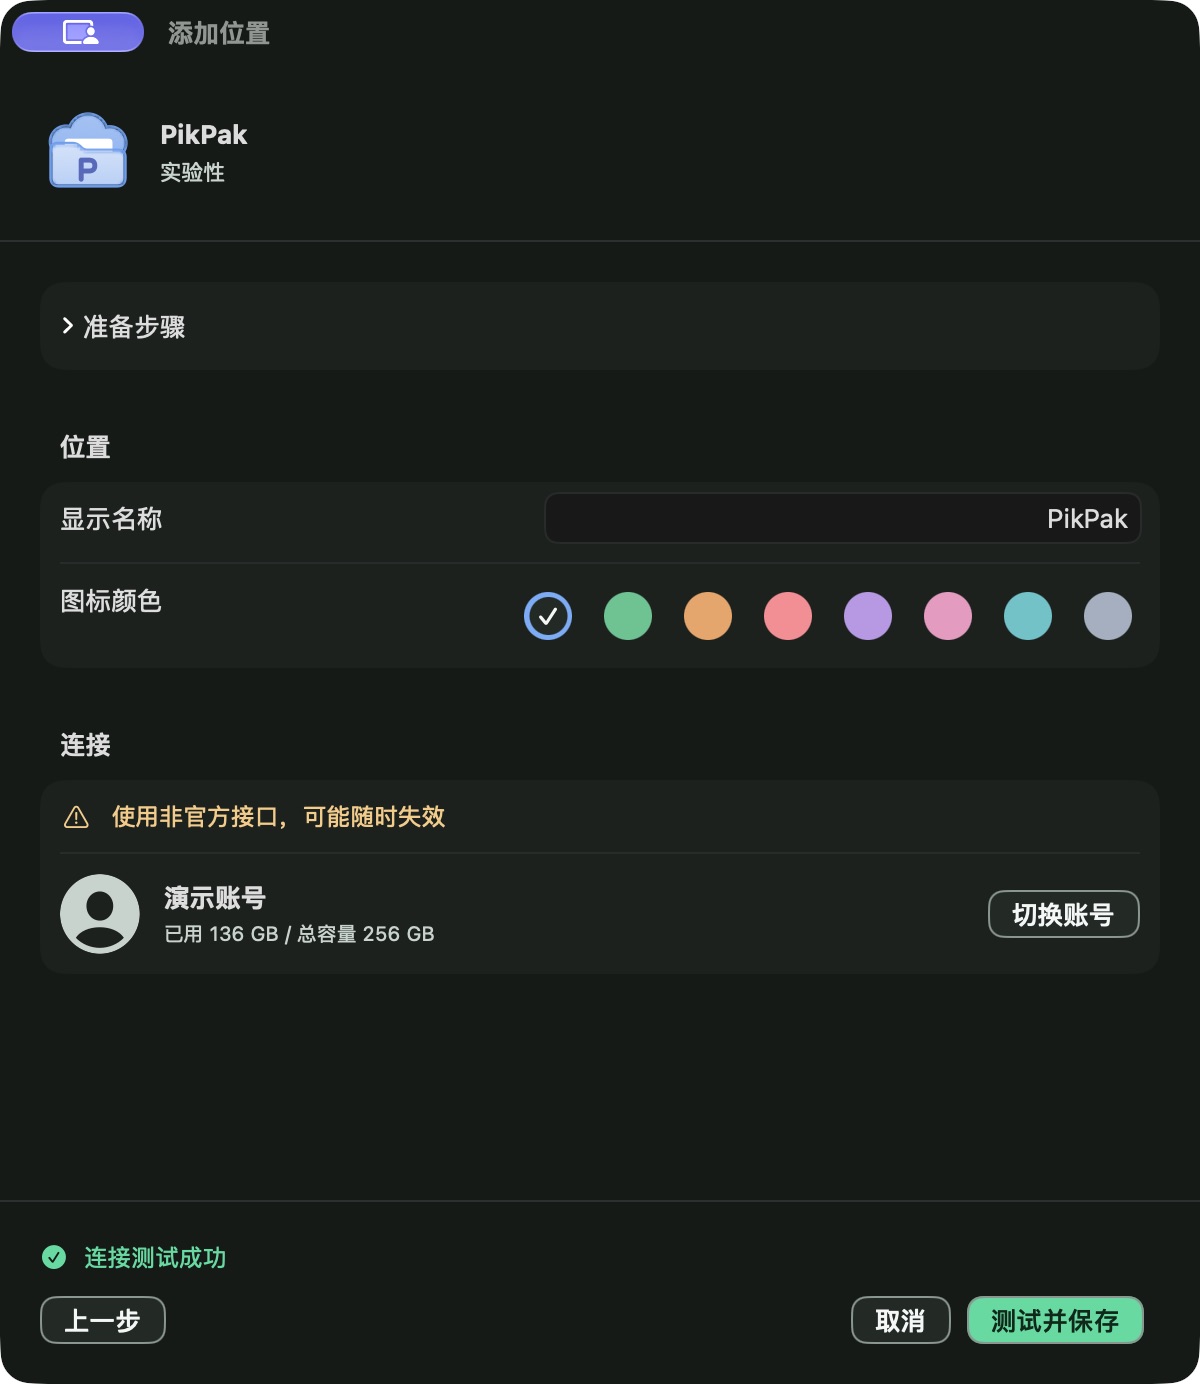 添加位置
PikPak
实验性
P
准备步骤
位置
显示名称
PikPak
图标颜色
连接
使用非官方接口，可能随时失效
演示账号
已用 136 GB / 总容量 256 GB
切换账号
连接测试成功
上一步
取消
测试并保存